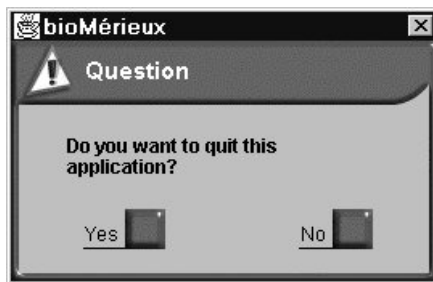 bioMérieux
Question
Do you want to quit this
application?
Yes No